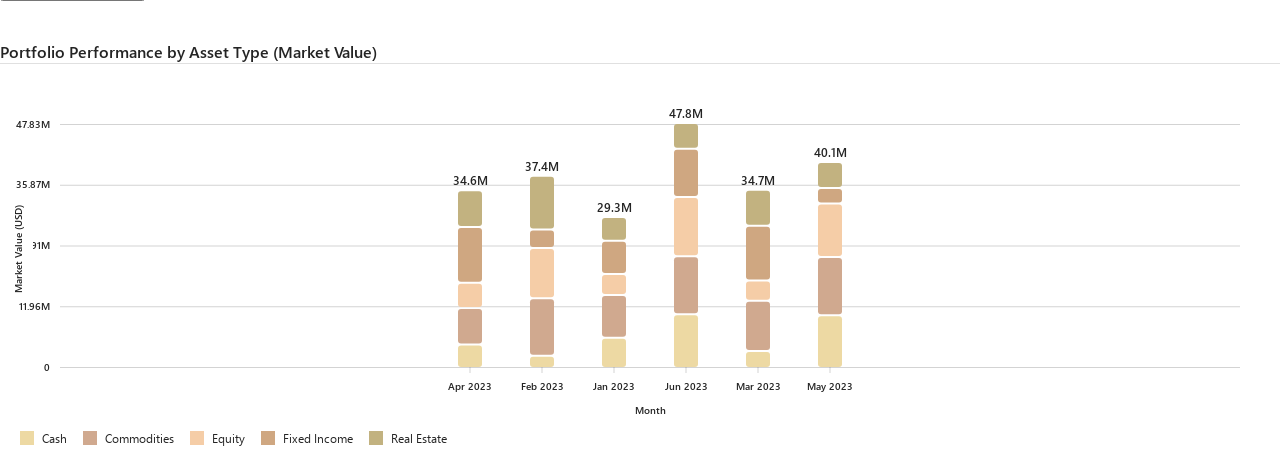 Portfolio Performance by Asset Type (Market Value)
47.8M
47.83M
40.1M
37.4M
34.6M
34.7M
35.87M
29.3M
Market Value (USD)
11.96M
0
Apr 2023 Feb 2023 Jan 2023 Jun 2023 Mar 2023 May 2023
Month
Cash Commodities Equity Fixed Income Real Estate